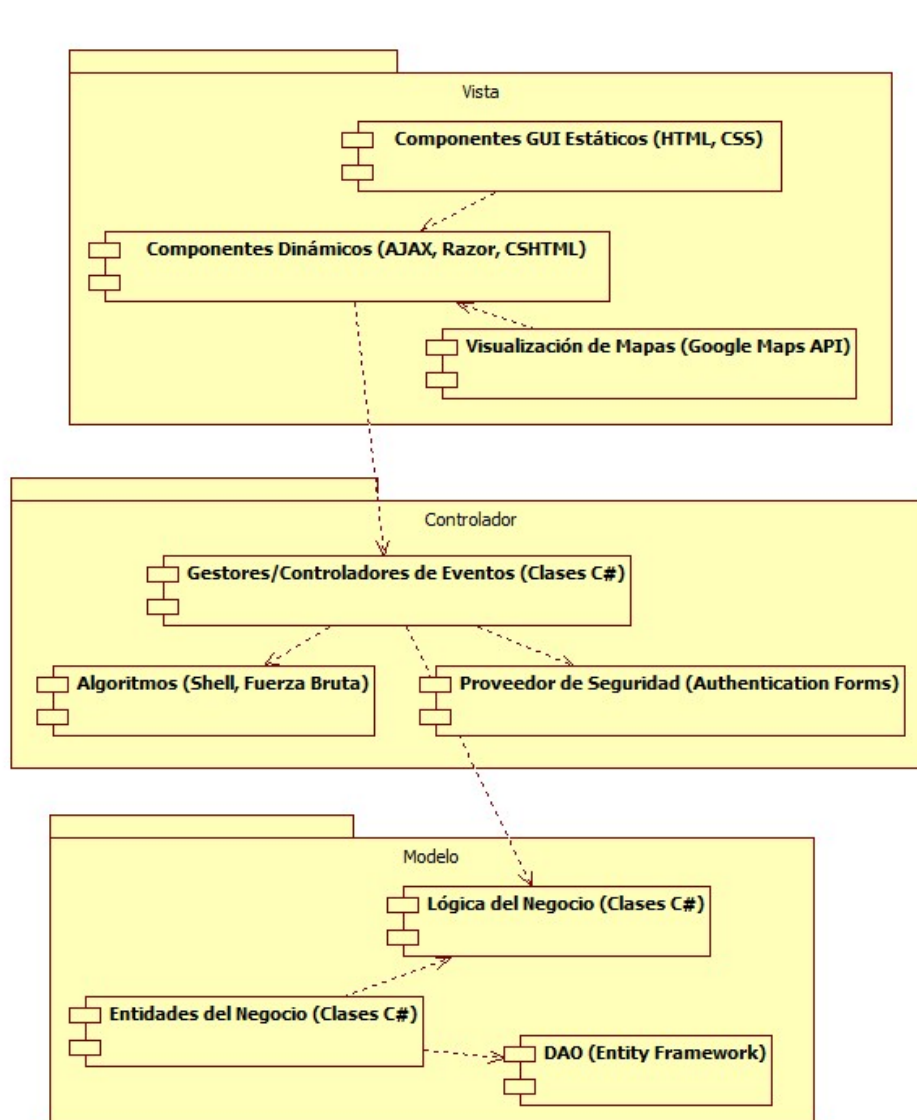 Vista
Componentes GUI Estáticos (HTML, CSS)
Componentes Dinámicos (AJAX, Razor, CSHTML)
Visualización de Mapas (Google Maps API)
Controlador
Gestores/Controladores de Eventos (Clases C#)
Algoritmos (Shell, Fuerza Bruta)
Proveedor de Seguridad (Authentication Forms)
Modelo
Lógica del Negocio (Clases C#)
Entidades del Negocio (Clases C#)
DAO (Entity Framework)